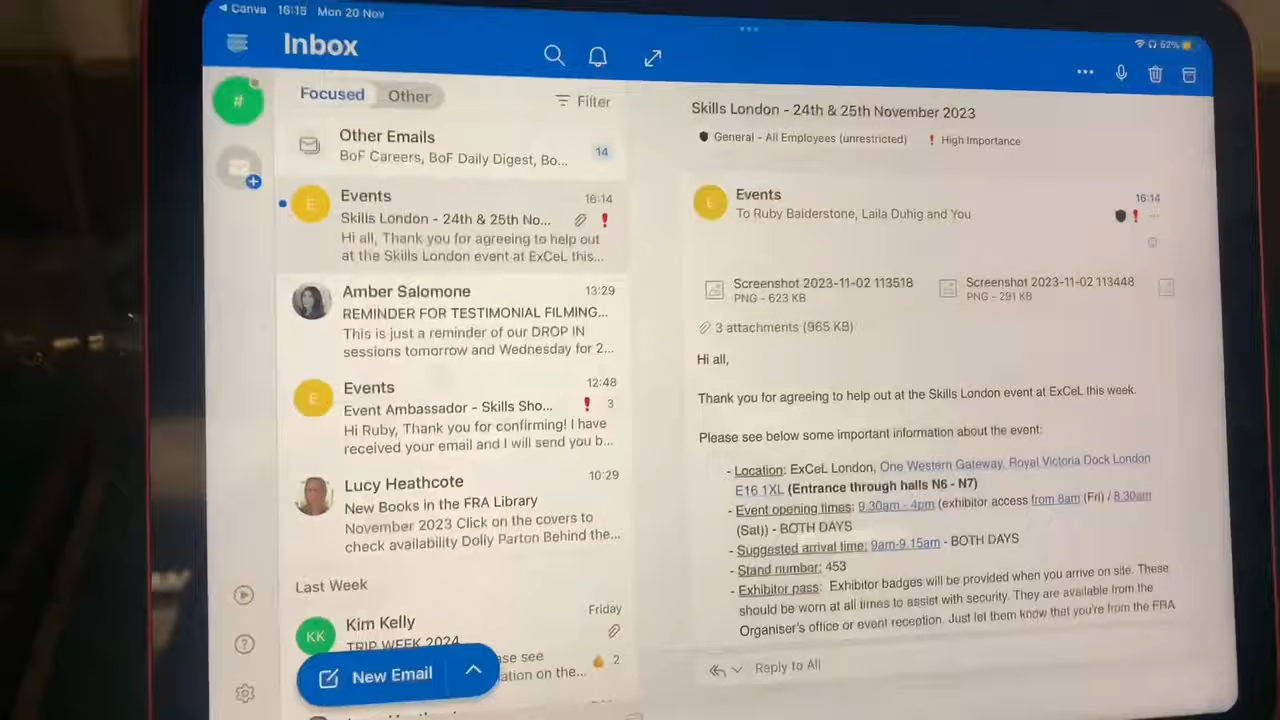 Canva 16:15 Mon 20 Nov
52%
Inbox
#
Focused Other Filter
Other Emails
BoF Careers, BoF Daily Digest, Bo... 14
E Events 16:14
Skills London - 24th & 25th No...
Hi all, Thank you for agreeing to help out
at the Skills London event at ExCeL this...
Amber Salomone 13:29
REMINDER FOR TESTIMONIAL FILMING...
This is just a reminder of our DROP IN
sessions tomorrow and Wednesday for 2...
E Events 12:48
Event Ambassador - Skills Sho... 3
Hi Ruby, Thank you for confirming! I have
received your email and I will send you b...
Lucy Heathcote 10:29
New Books in the FRA Library
November 2023 Click on the covers to
check availability Dolly Parton Behind the...
Last Week
KK Kim Kelly Friday
TRIP WEEK 2024
ase see 2
ation on the...
New Email
Skills London - 24th & 25th November 2023
General - All Employees (unrestricted) High Importance
E Events 16:14
To Ruby Balderstone, Laila Duhig and You
Screenshot 2023-11-02 113518 Screenshot 2023-11-02 113448
PNG - 623 KB PNG - 291 KB
3 attachments (965 KB)
Hi all,
Thank you for agreeing to help out at the Skills London event at ExCeL this week.
Please see below some important information about the event:
- Location: ExCeL London, One Western Gateway, Royal Victoria Dock London
E16 1XL (Entrance through halls N6 - N7)
- Event opening times: 9.30am - 4pm (exhibitor access from 8am (Fri) / 8.30am
(Sat)) - BOTH DAYS
- Suggested arrival time: 9am-9.15am - BOTH DAYS
- Stand number: 453
- Exhibitor pass: Exhibitor badges will be provided when you arrive on site. These
should be worn at all times to assist with security. They are available from the
Organiser's office or event reception. Just let them know that you're from the FRA
Reply to All